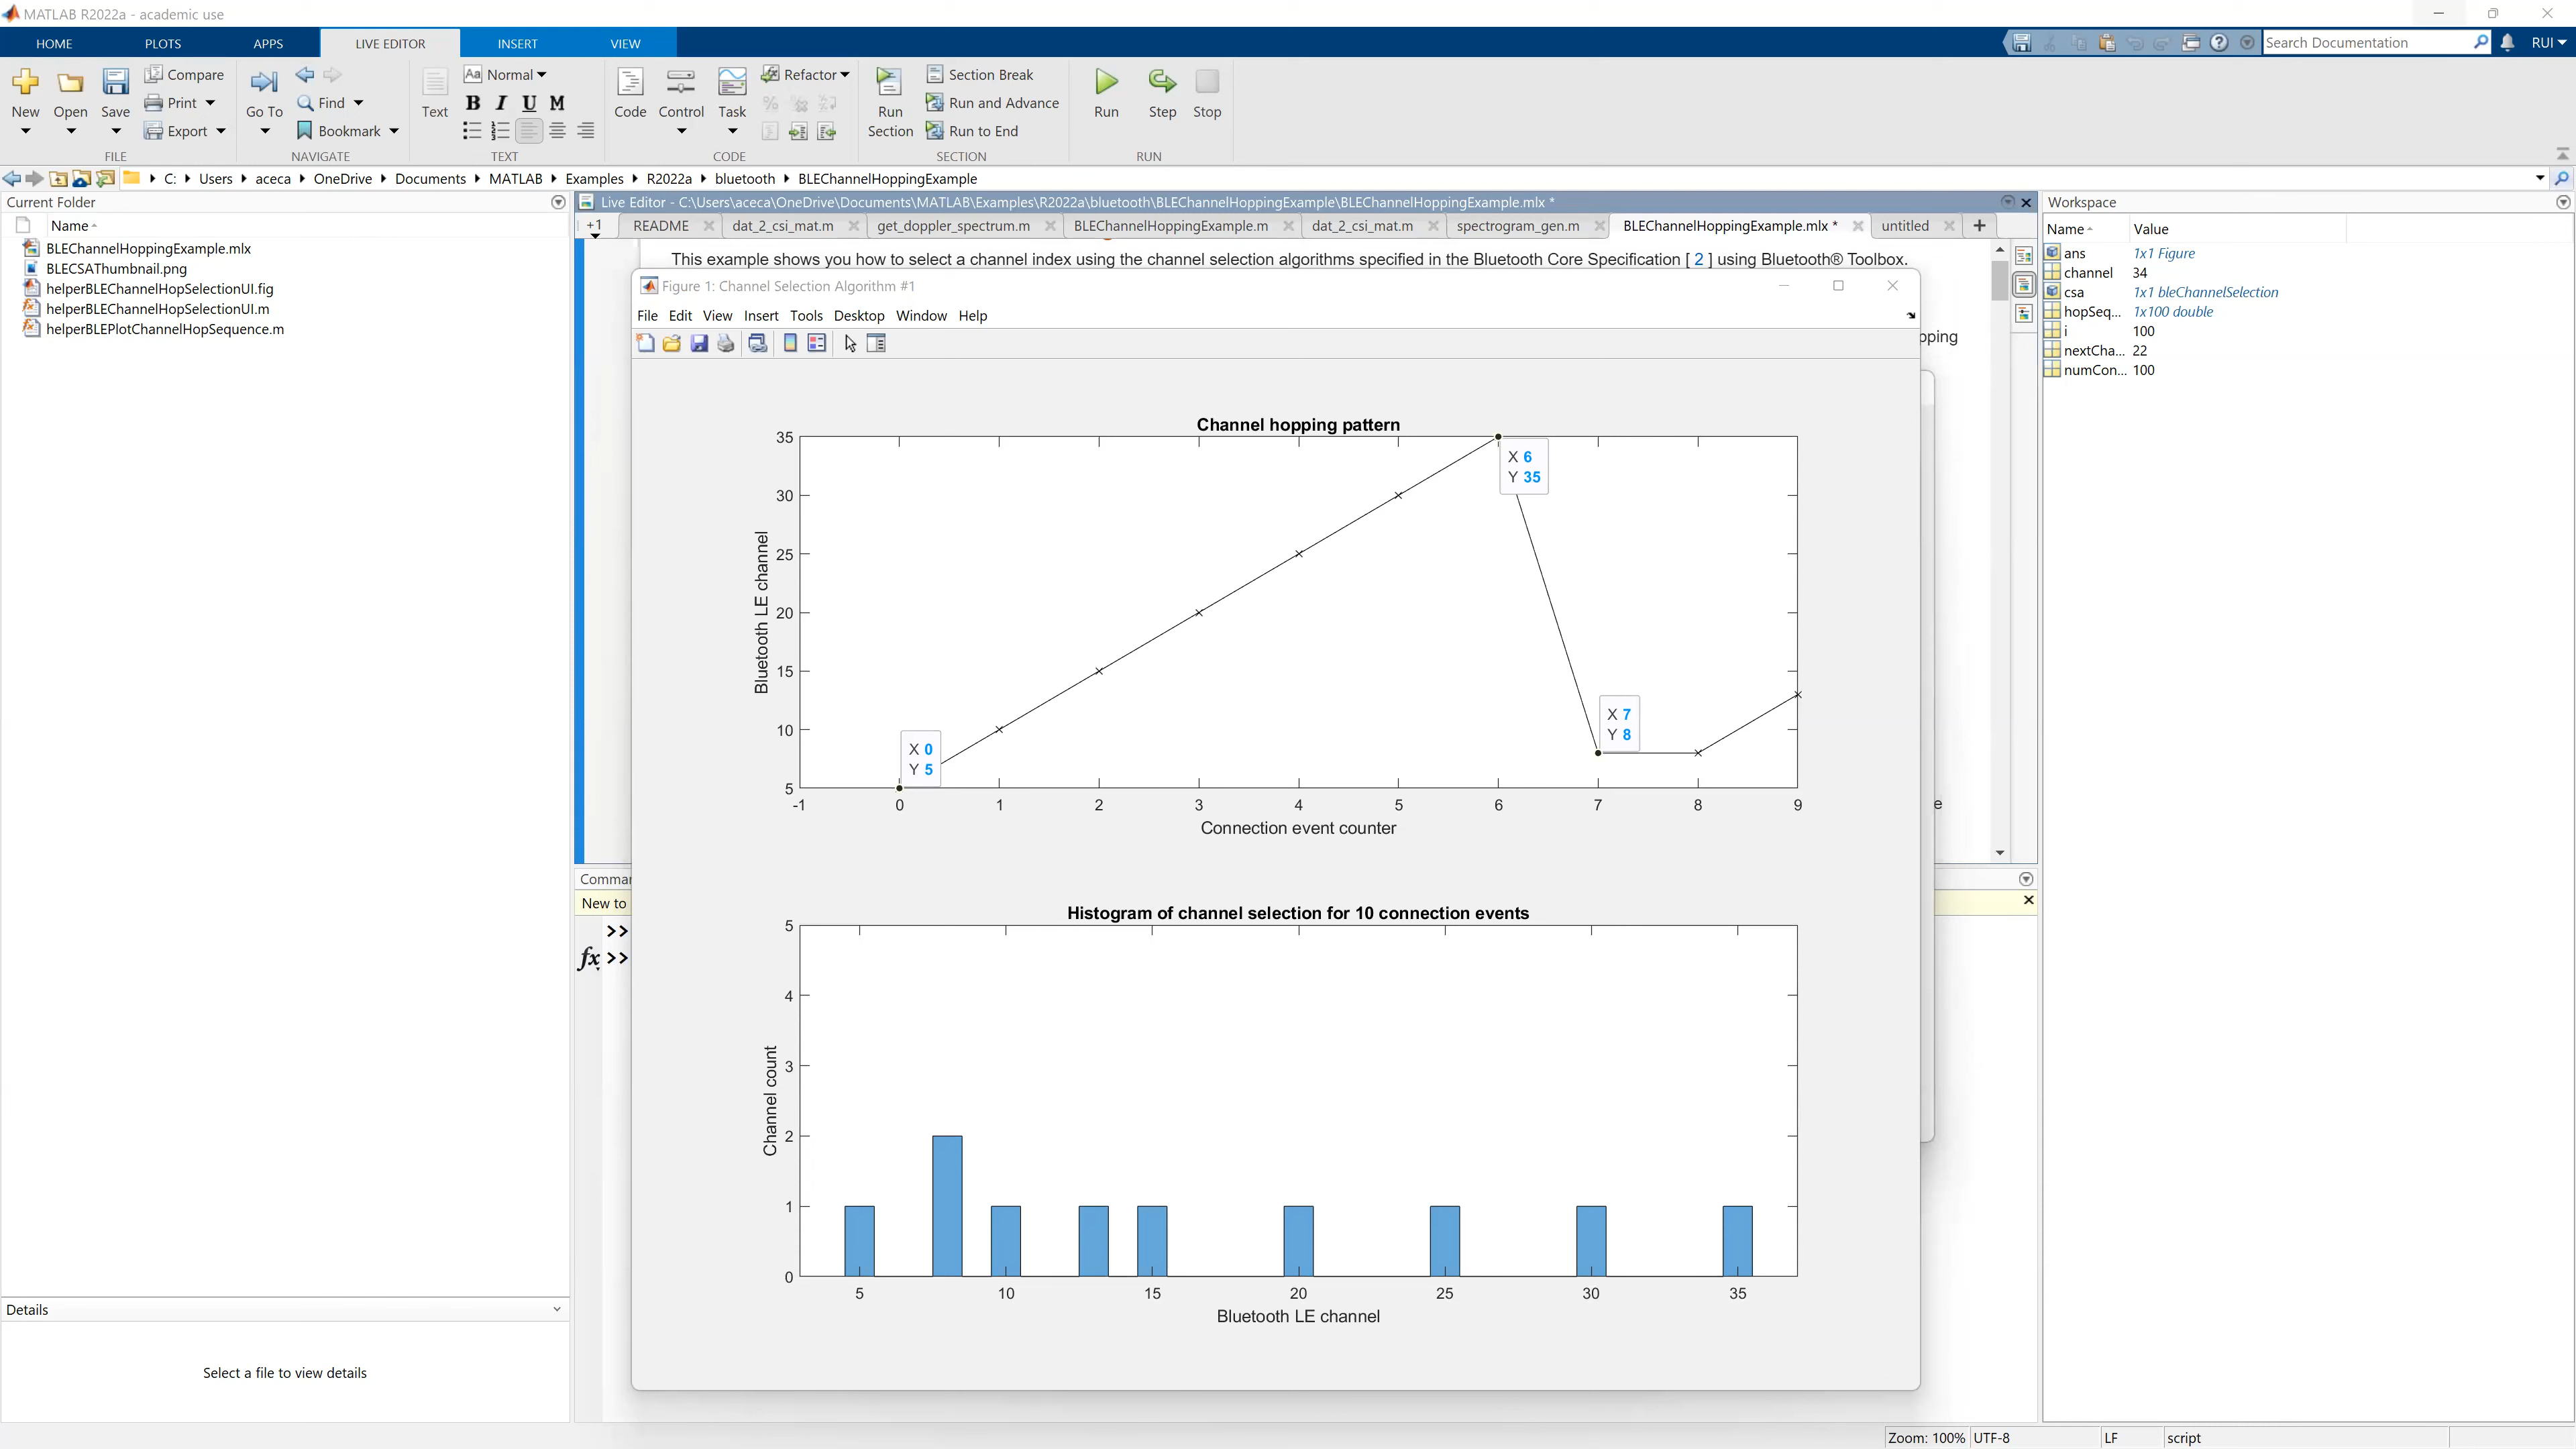 MATLAB R2022a - academic use
HOME PLOTS APPS LIVE EDITOR INSERT VIEW
Search Documentation RUI
New Open Save Compare Print Export
FILE
Go To Find Bookmark
NAVIGATE
Text Aa Normal
B I U M
TEXT
Code Control Task Refactor
CODE
Run Section Section Break Run and Advance Run to End
SECTION
Run Step Stop
RUN
C: Users aceca OneDrive Documents MATLAB Examples R2022a bluetooth BLEChannelHoppingExample
Current Folder
Name
BLEChannelHoppingExample.mlx
BLECSAThumbnail.png
helperBLEChannelHopSelectionUI.fig
helperBLEChannelHopSelectionUI.m
helperBLEPlotChannelHopSequence.m
Details
Select a file to view details
Live Editor - C:\Users\aceca\OneDrive\Documents\MATLAB\Examples\R2022a\bluetooth\BLEChannelHoppingExample\BLEChannelHoppingExample.mlx *
+1 README dat_2_csi_mat.m get_doppler_spectrum.m BLEChannelHoppingExample.m dat_2_csi_mat.m spectrogram_gen.m BLEChannelHoppingExample.mlx * untitled
This example shows you how to select a channel index using the channel selection algorithms specified in the Bluetooth Core Specification [ 2 ] using Bluetooth® Toolbox.
pping
e
Figure 1: Channel Selection Algorithm #1
File Edit View Insert Tools Desktop Window Help
Channel hopping pattern
Bluetooth LE channel
35
30
25
20
15
10
5
X 6
Y 35
X 7
Y 8
X 0
Y 5
-1 0 1 2 3 4 5 6 7 8 9
Connection event counter
Histogram of channel selection for 10 connection events
Channel count
5
4
3
2
1
0
5 10 15 20 25 30 35
Bluetooth LE channel
Comma
New to
>>
fx >>
Workspace
Name Value
ans 1x1 Figure
channel 34
csa 1x1 bleChannelSelection
hopSeq... 1x100 double
i 100
nextCha... 22
numCon... 100
Zoom: 100% UTF-8 LF script